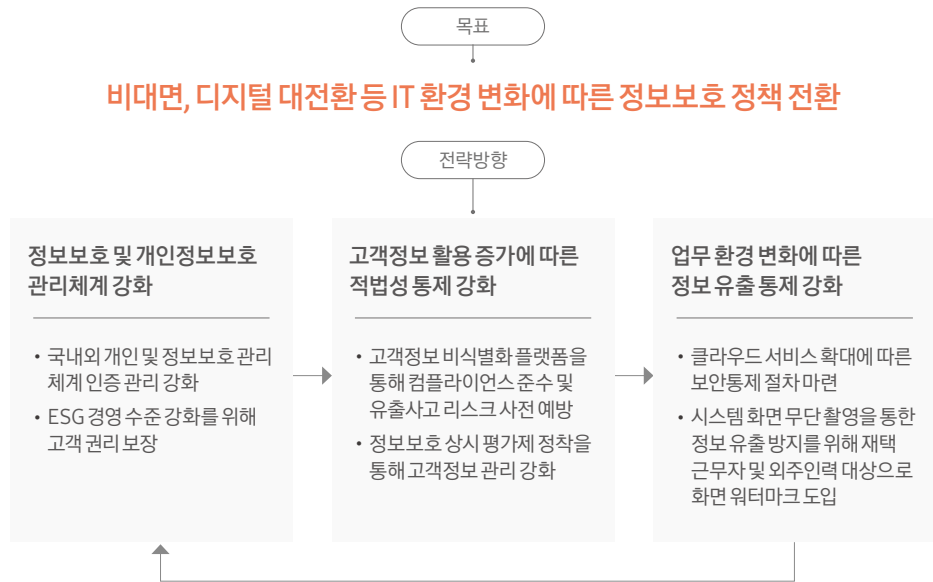 목표
비대면, 디지털 대전환 등 IT 환경 변화에 따른 정보보호 정책 전환
전략방향
정보보호 및 개인정보보호
관리체계 강화
• 국내외 개인 및 정보보호 관리
체계 인증 관리 강화
• ESG 경영 수준 강화를 위해
고객 권리 보장
고객정보 활용 증가에 따른
적법성 통제 강화
• 고객정보 비식별화 플랫폼을
통해 컴플라이언스 준수 및
유출사고 리스크 사전 예방
• 정보보호 상시 평가제 정착을
통해 고객정보 관리 강화
업무 환경 변화에 따른
정보 유출 통제 강화
• 클라우드 서비스 확대에 따른
보안통제 절차 마련
• 시스템 화면 무단 촬영을 통한
정보 유출 방지를 위해 재택
근무자 및 외주인력 대상으로
화면 워터마크 도입